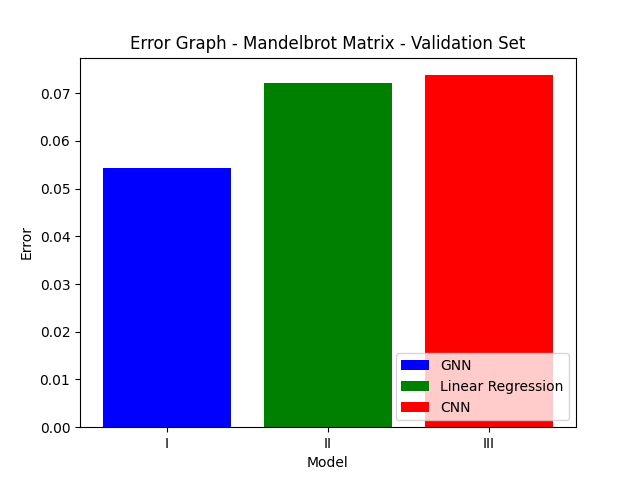 Error Graph - Mandelbrot Matrix - Validation Set
0.07
0.06
0.05
0.04
0.03
0.02
0.01
0.00
Error
GNN
Linear Regression
CNN
I II III
Model